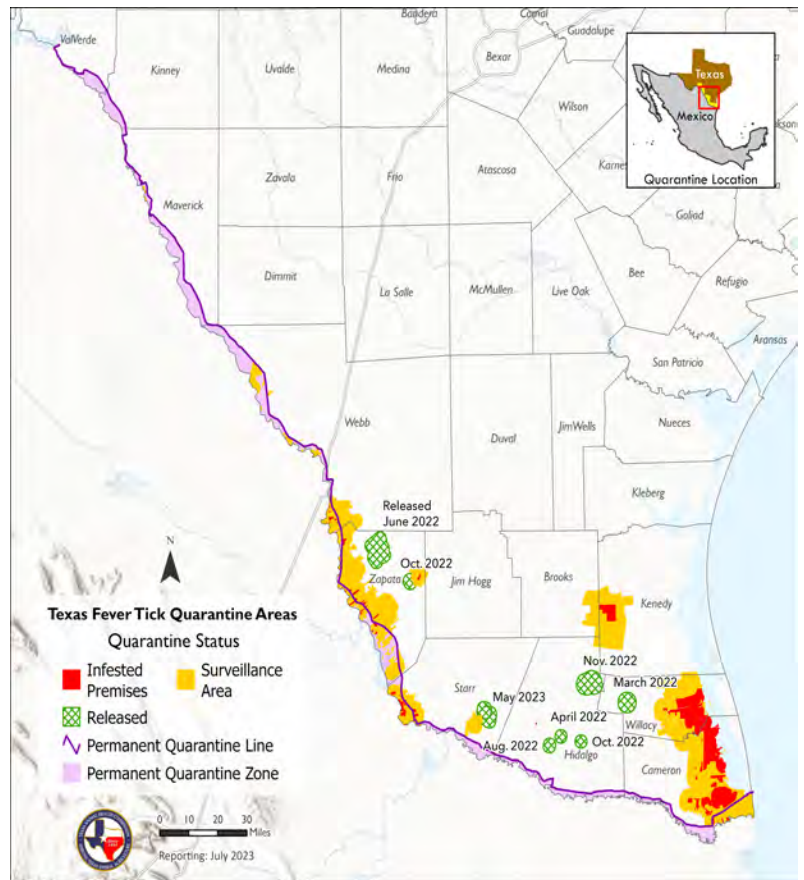 Bandera
Comal
Guadalupe
ValVerde
Kinney
Uvalde
Medina
Bexar
Wilson
Texas
Mexico
Quarantine Location
Maverick
Zavala
Frio
Atascosa
Karnes
Goliad
Dimmit
La Salle
McMullen
Live Oak
Bee
Refugio
Aransas
San Patricio
Webb
Duval
JimWells
Nueces
Kleberg
Released
June 2022
N
Oct. 2022
Zapata
Jim Hogg
Brooks
Kenedy
Texas Fever Tick Quarantine Areas
Quarantine Status
Infested
Premises
Surveillance
Area
Released
Permanent Quarantine Line
Permanent Quarantine Zone
Nov. 2022
March 2022
Starr
May 2023
April 2022
Willacy
Aug. 2022
Oct. 2022
Hidalgo
Cameron
0 10 20 30
Miles
Reporting: July 2023